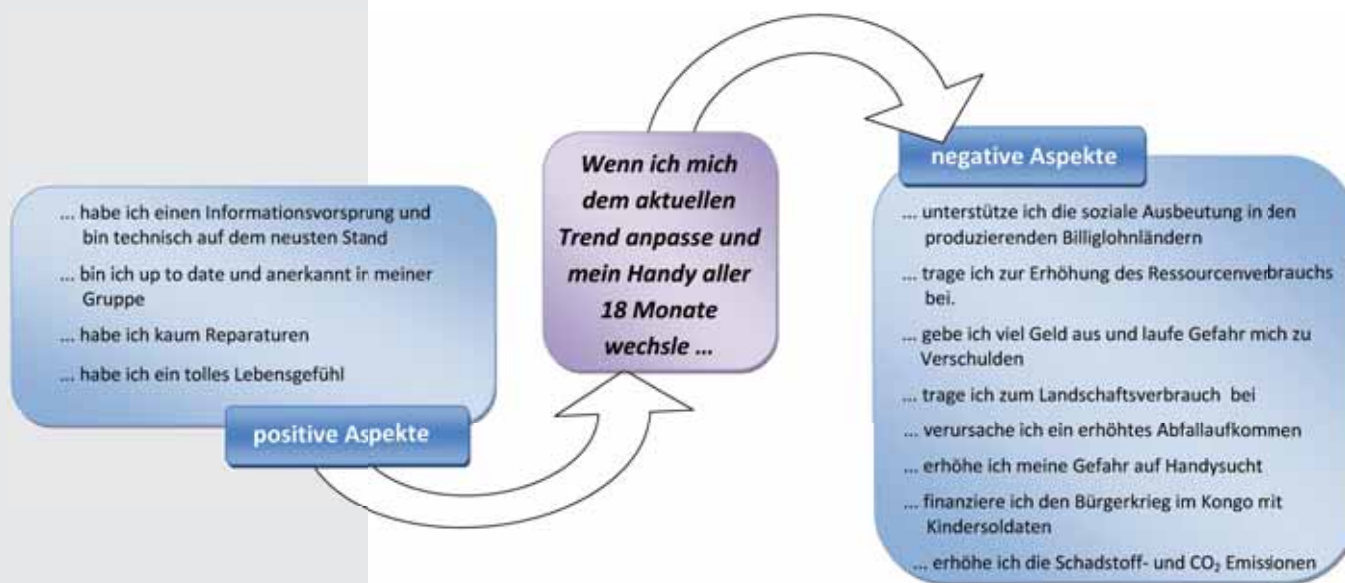 ... habe ich einen Informationsvorsprung und
bin technisch auf dem neusten Stand
... bin ich up to date und anerkannt in meiner
Gruppe
... habe ich kaum Reparaturen
... habe ich ein tolles Lebensgefühl
positive Aspekte
Wenn ich mich
dem aktuellen
Trend anpasse und
mein Handy aller
18 Monate
wechsle ...
negative Aspekte
... unterstütze ich die soziale Ausbeutung in den
produzierenden Billiglohnländern
... trage ich zur Erhöhung des Ressourcenverbrauchs
bei.
... gebe ich viel Geld aus und laufe Gefahr mich zu
Verschulden
... trage ich zum Landschaftsverbrauch bei
... verursache ich ein erhöhtes Abfallaufkommen
... erhöhe ich meine Gefahr auf Handysucht
... finanziere ich den Bürgerkrieg im Kongo mit
Kindersoldaten
... erhöhe ich die Schadstoff- und CO₂ Emissionen